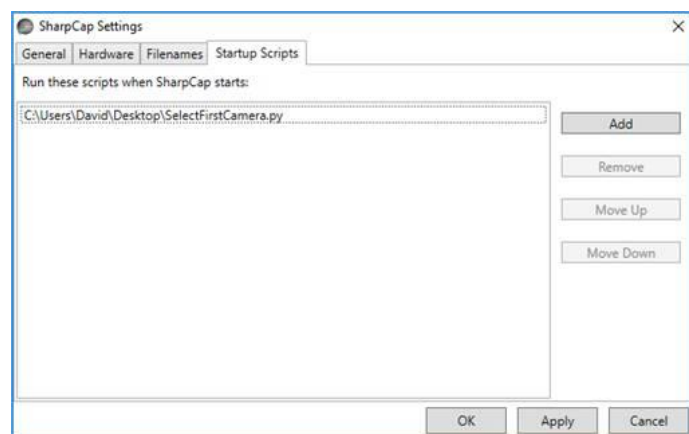 SharpCap Settings
General Hardware Filenames Startup Scripts
Run these scripts when SharpCap starts:
C:\Users\David\Desktop\SelectFirstCamera.py
Add
Remove
Move Up
Move Down
OK Apply Cancel